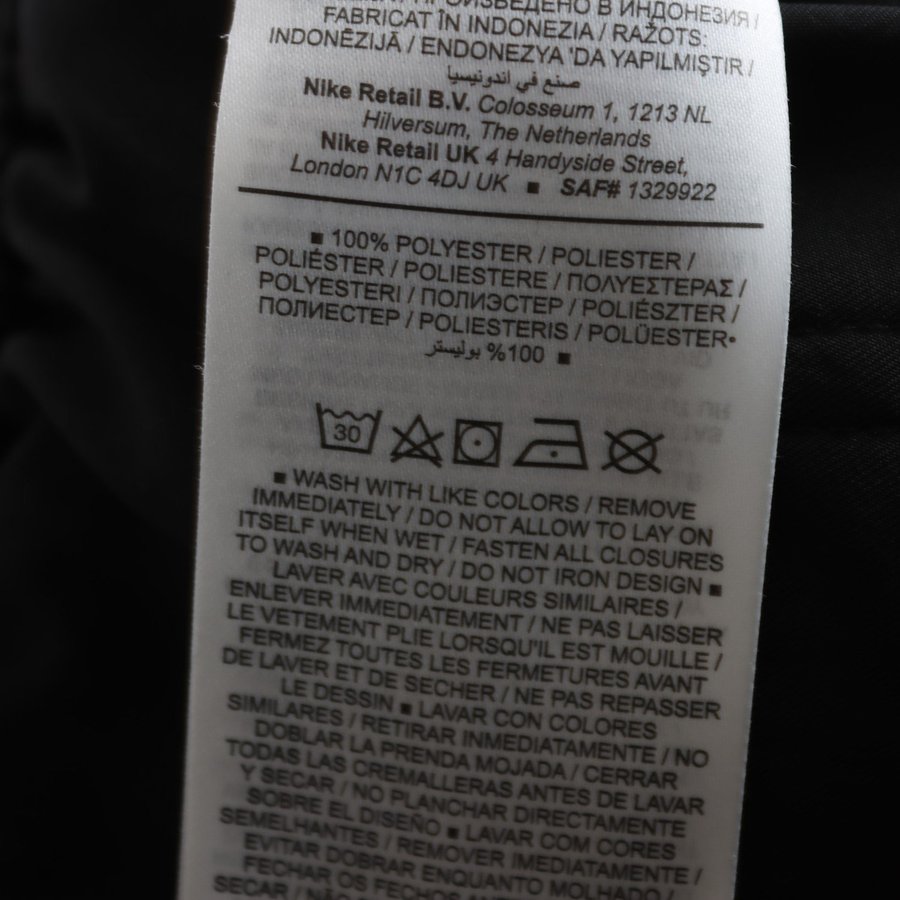 ПРОИЗВЕДЕНО В ИНДОНЕЗИЯ /
FABRICAT ÎN INDONEZIA / RAŽOTS:
INDONĒZIJĀ / ENDONEZYA 'DA YAPILMIŞTIR /
صنع في اندونيسيا
Nike Retail B.V. Colosseum 1, 1213 NL
Hilversum, The Netherlands
Nike Retail UK 4 Handyside Street,
London N1C 4DJ UK ■ SAF# 1329922
■ 100% POLYESTER / POLIESTER /
POLIÉSTER / POLIESTERE / ΠΟΛΥΕΣΤΕΡΑΣ /
POLYESTERI / ПОЛИЭСТЕР / POLIÉSZTER /
ПОЛИЕСТЕР / POLIESTERIS / POLÜESTER•
■ 100% بوليستر
30
■ WASH WITH LIKE COLORS / REMOVE
IMMEDIATELY / DO NOT ALLOW TO LAY ON
ITSELF WHEN WET / FASTEN ALL CLOSURES
TO WASH AND DRY / DO NOT IRON DESIGN ■
LAVER AVEC COULEURS SIMILAIRES /
ENLEVER IMMEDIATEMENT / NE PAS LAISSER
LE VETEMENT PLIE LORSQU'IL EST MOUILLE /
FERMEZ TOUTES LES FERMETURES AVANT
DE LAVER ET DE SECHER / NE PAS REPASSER
LE DESSIN ■ LAVAR CON COLORES
SIMILARES / RETIRAR INMEDIATAMENTE / NO
DOBLAR LA PRENDA MOJADA / CERRAR
TODAS LAS CREMALLERAS ANTES DE LAVAR
Y SECAR / NO PLANCHAR DIRECTAMENTE
SOBRE EL DISEÑO ■ LAVAR COM CORES
SEMELHANTES / REMOVER IMEDIATAMENTE /
EVITAR DOBRAR ENQUANTO MOLHADO /
FECHAR OS FECHOS ANTES
SECAR / NÃO